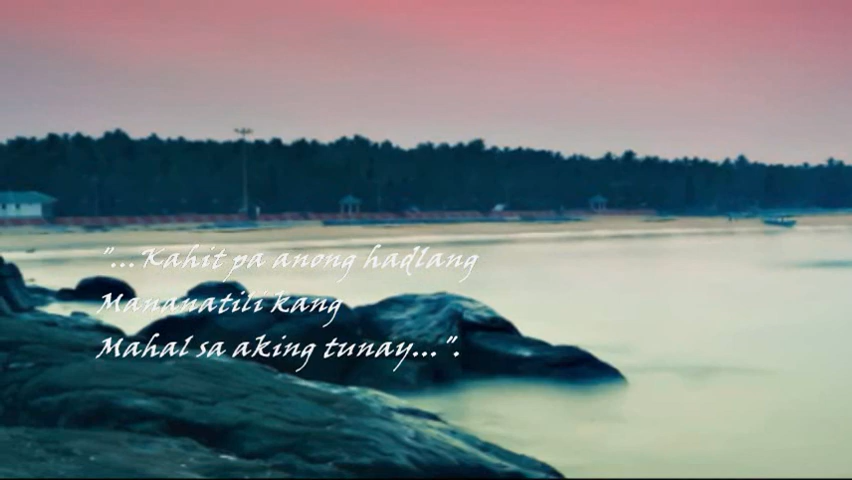 "...Kahit pa anong hadlang
Mananatili kang
Mahal sa aking tunay...".